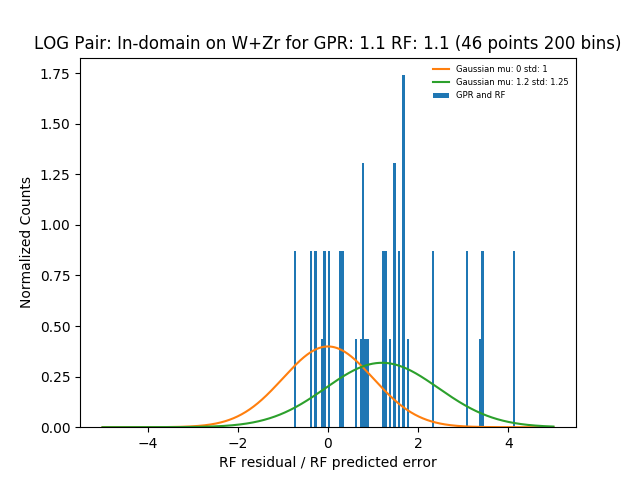 LOG Pair: In-domain on W+Zr for GPR: 1.1 RF: 1.1 (46 points 200 bins)
Gaussian mu: 0 std: 1
Gaussian mu: 1.2 std: 1.25
GPR and RF
1.75
1.50
1.25
1.00
0.75
0.50
0.25
0.00
Normalized Counts
−4
−2
0
2
4
RF residual / RF predicted error